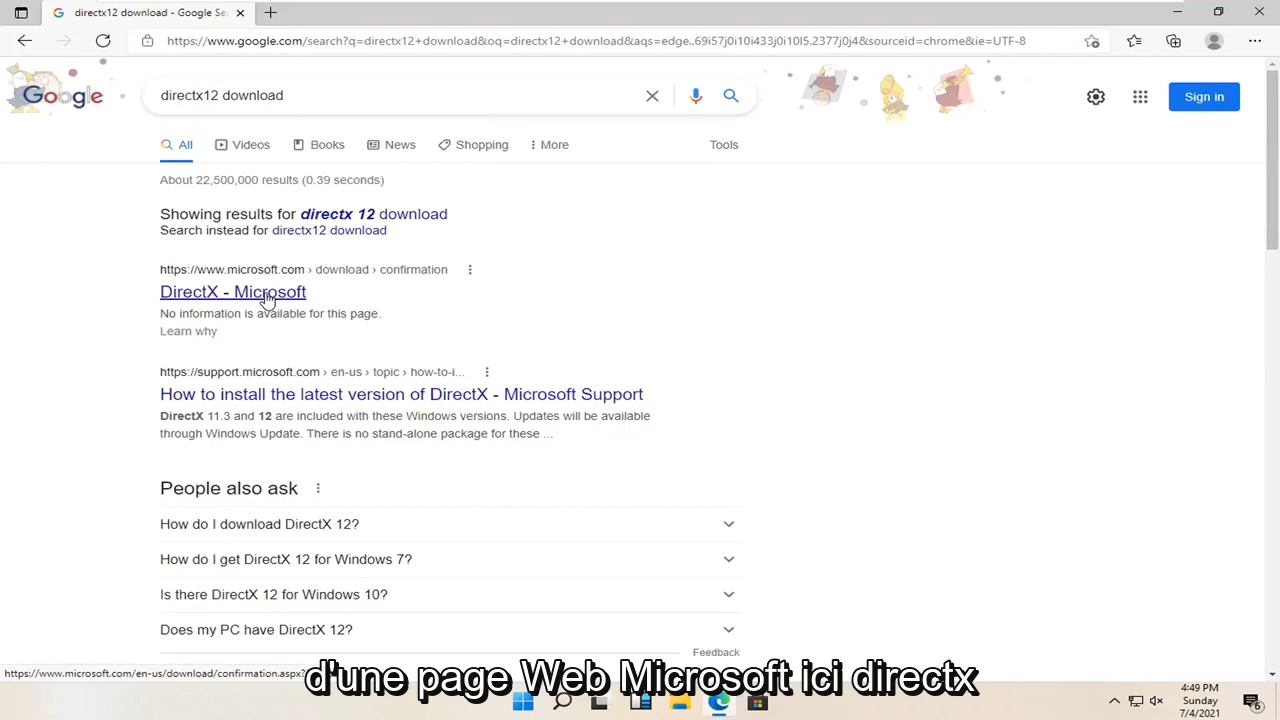 directx12 download - Google Se
https://www.google.com/search?q=directx12+download&oq=directx12+download&aqs=edge..69i57j0i10i433j0i10l5.2377j0j4&sourceid=chrome&ie=UTF-8
Google
directx12 download
Sign in
All
Videos
Books
News
Shopping
More
Tools
About 22,500,000 results (0.39 seconds)
Showing results for directx 12 download
Search instead for directx12 download
https://www.microsoft.com › download › confirmation
DirectX - Microsoft
No information is available for this page.
Learn why
https://support.microsoft.com › en-us › topic › how-to-i...
How to install the latest version of DirectX - Microsoft Support
DirectX 11.3 and 12 are included with these Windows versions. Updates will be available
through Windows Update. There is no stand-alone package for these ...
People also ask
How do I download DirectX 12?
How do I get DirectX 12 for Windows 7?
Is there DirectX 12 for Windows 10?
Does my PC have DirectX 12?
Feedback
https://www.microsoft.com/en-us/download/confirmation.aspx?
d'une page Web Microsoft ici directx
4:49 PM
Sunday
7/4/2021
6